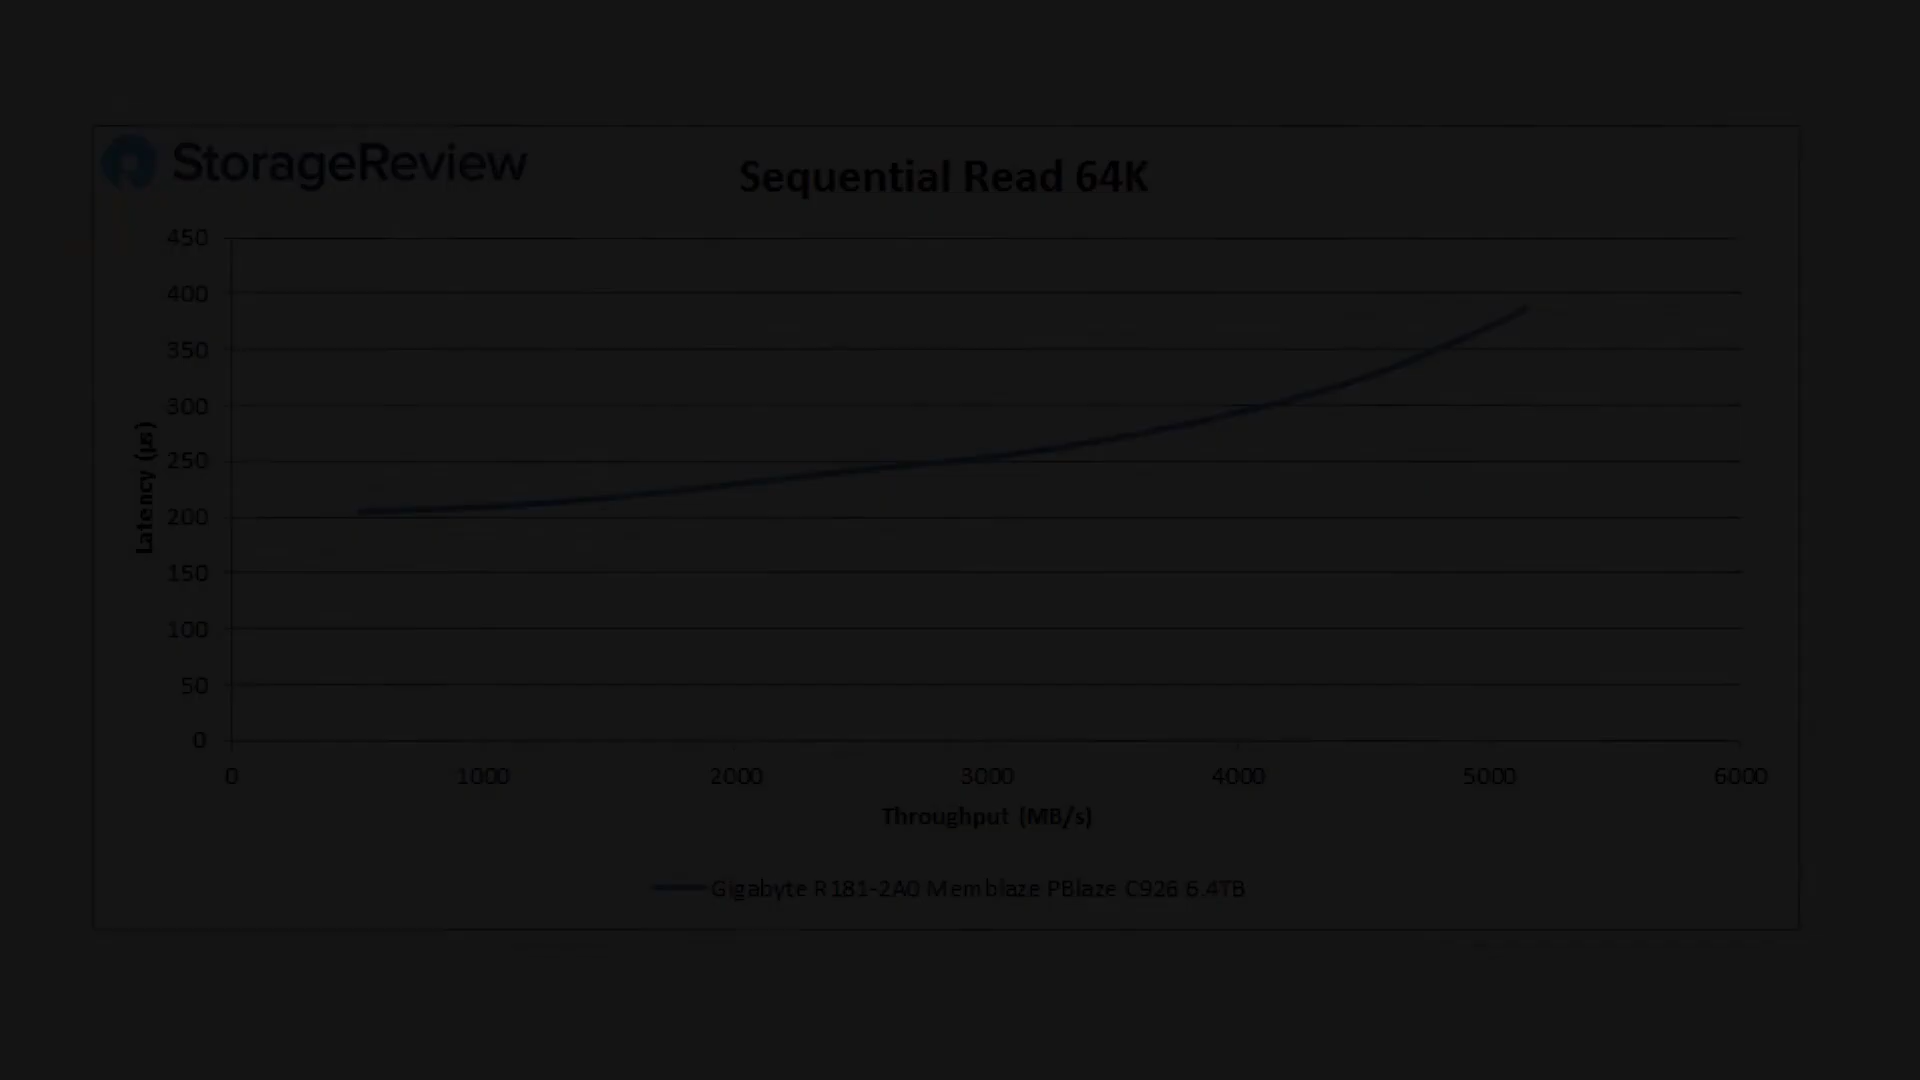 StorageReview
Sequential Read 64K
450
400
350
300
250
200
150
100
50
0
Latency (µs)
0 1000 2000 3000 4000 5000 6000
Throughput (MB/s)
Gigabyte R181-2A0 Memblaze PBlaze C926 6.4TB